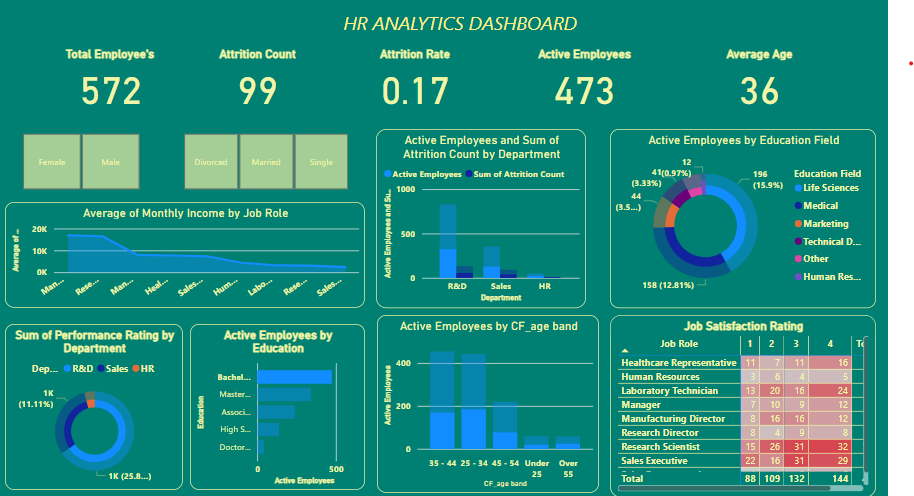 HR ANALYTICS DASHBOARD
Total Employee's
Attrition Count
Attrition Rate
Active Employees
Average Age
572
99
0.17
473
36
Female
Male
Divorced
Married
Single
Active Employees and Sum of
Attrition Count by Department
Active Employees
Sum of Attrition Count
Active Employees and Su...
1000
500
0
R&D
Sales
HR
Department
Active Employees by Education Field
12
(0.97%)
41
(3.33%)
44
(3.5...)
196
(15.9%)
158 (12.81%)
Education Field
Life Sciences
Medical
Marketing
Technical D...
Other
Human Res...
Average of Monthly Income by Job Role
Average of ...
20K
10K
0K
Man...
Rese...
Man...
Heal...
Sales...
Hum...
Labo...
Rese...
Sales...
Sum of Performance Rating by
Department
Dep...
R&D
Sales
HR
1K
(11.11%)
1K (25.8...)
Active Employees by
Education
Education
Bachel...
Master...
Associ...
High S...
Doctor...
0
500
Active Employees
Active Employees by CF_age band
Active Employees
400
200
0
35 - 44
25 - 34
45 - 54
Under
25
Over
55
CF_age band
Job Satisfaction Rating
Job Role 1 2 3 4
Healthcare Representative 11 7 11 16
Human Resources 3 6 4 5
Laboratory Technician 13 20 16 24
Manager 7 10 9 12
Manufacturing Director 8 16 16 12
Research Director 8 4 9 8
Research Scientist 15 26 31 32
Sales Executive 22 16 31 29
Total 88 109 132 144